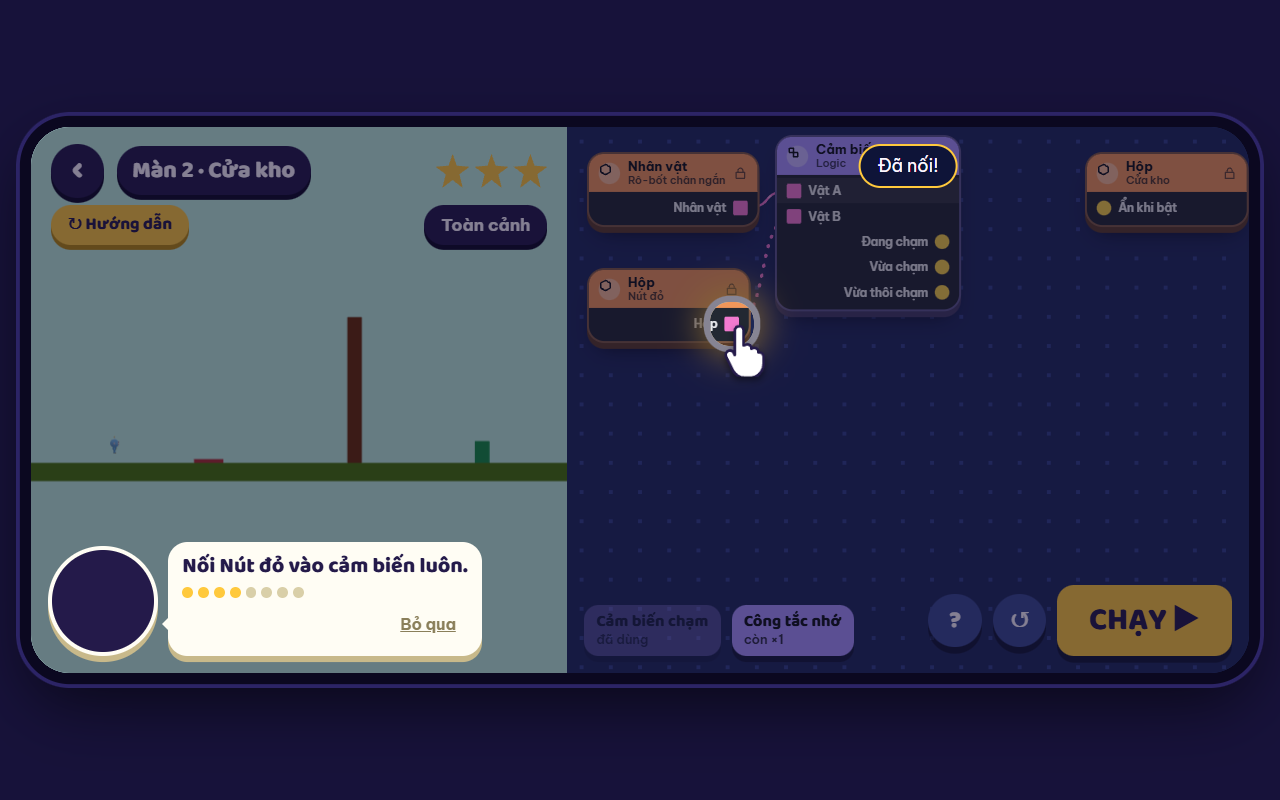 Màn 2 · Cửa kho
↻ Hướng dẫn
Toàn cảnh
Nối Nút đỏ vào cảm biến luôn.
Bỏ qua
Nhân vật
Rô-bốt chân ngắn
Nhân vật
Hộp
Nút đỏ
Hộp
Logic
Đã nối!
Vật A
Vật B
Đang chạm
Vừa chạm
Vừa thôi chạm
Hộp
Cửa kho
Ẩn khi bật
Cảm biến chạm
đã dùng
Công tắc nhớ
còn ×1
?
CHẠY